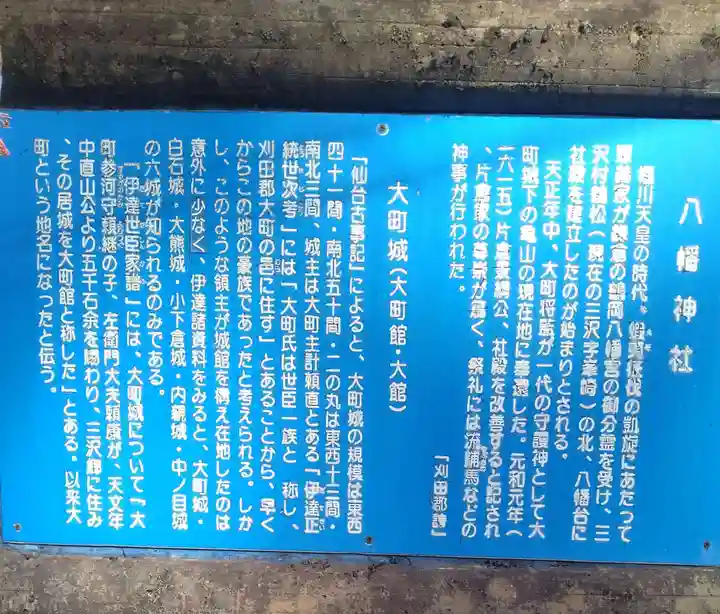 八幡神社
堀川天皇の時代、蝦夷征伐の凱旋にあたって
源義家が鎌倉の鶴岡八幡宮の御分霊を受け、三
沢村鶴松(現在の三沢字峯崎)の北、八幡台に
社殿を建立したのが始まりとされる。
天正年中、大町将監が一代の守護神として大
町城下の亀山の現在地に奉還した。元和元年(
一六一五)片倉重綱公、社殿を改善すると記され
、片倉家の尊崇が篤く、祭礼には流鏑馬などの
神事が行われた。
「刈田郡誌」
大町城(大町館・大館)
「仙台古事記」によると、大町城の規模は東西
四十一間・南北五十間・二の丸は東西十三間・
南北三間、城主は大町主計頼直とある「伊達正
統世次考」には「大町氏は世臣一族と 称し、
刈田郡大町の邑に住す」とあることから、早く
からこの地の豪族であったと考えられる。しか
し、このような領主が城館を構え在地したのは
意外に少なく、伊達諸資料をみると、大町城・
白石城・大熊城・小下倉城・内親城・中ノ目城
の六城が知られるのみである。
「伊達世臣家譜」には、大町城について「大
町参河守頼継の子、左衛門大夫頼康が、天文年
中直山公より五千石余を賜わり、三沢郷に住み
、その居城を大町館と称した」とある。以来大
町という地名になったと伝う。